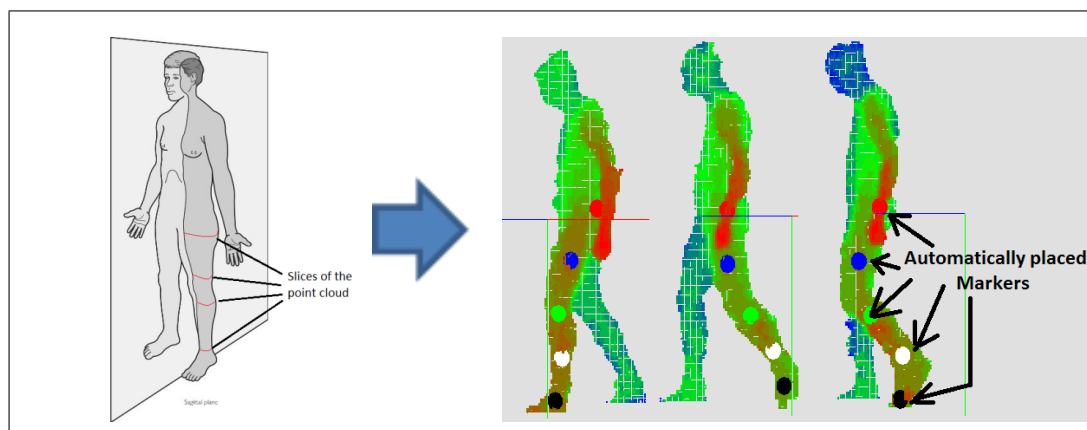 Slices of the
point cloud
Sagittal plane
Automatically placed
Markers